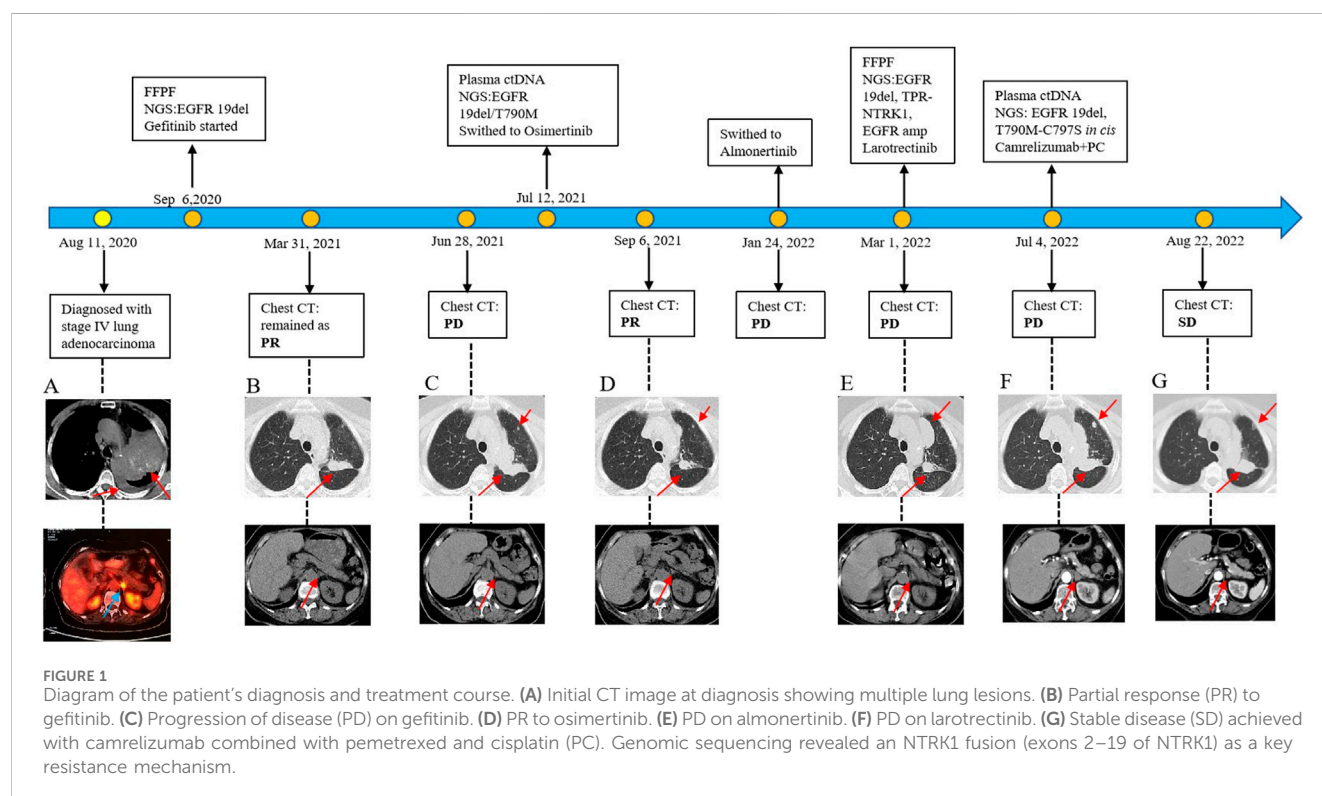 FFPF
NGS:EGFR 19del
Gefitinib started
Plasma ctDNA
NGS:EGFR
19del/T790M
Swithed to Osimertinib
Swithed to
Almonertinib
FFPF
NGS:EGFR
19del, TPR-
NTRK1,
EGFR amp
Larotrectinib
Plasma ctDNA
NGS: EGFR 19del,
T790M-C797S in cis
Camrelizumab+PC
Sep 6,2020
Jul 12, 2021
Aug 11, 2020
Mar 31, 2021
Jun 28, 2021
Sep 6, 2021
Jan 24, 2022
Mar 1, 2022
Jul 4, 2022
Aug 22, 2022
Diagnosed with
stage IV lung
adenocarcinoma
Chest CT:
remained as
PR
Chest CT:
PD
Chest CT:
PR
Chest CT:
PD
Chest CT:
PD
Chest CT:
PD
Chest CT:
SD
A
B
C
D
E
F
G
FIGURE 1
Diagram of the patient's diagnosis and treatment course. (A) Initial CT image at diagnosis showing multiple lung lesions. (B) Partial response (PR) to
gefitinib. (C) Progression of disease (PD) on gefitinib. (D) PR to osimertinib. (E) PD on almonertinib. (F) PD on larotrectinib. (G) Stable disease (SD) achieved
with camrelizumab combined with pemetrexed and cisplatin (PC). Genomic sequencing revealed an NTRK1 fusion (exons 2–19 of NTRK1) as a key
resistance mechanism.